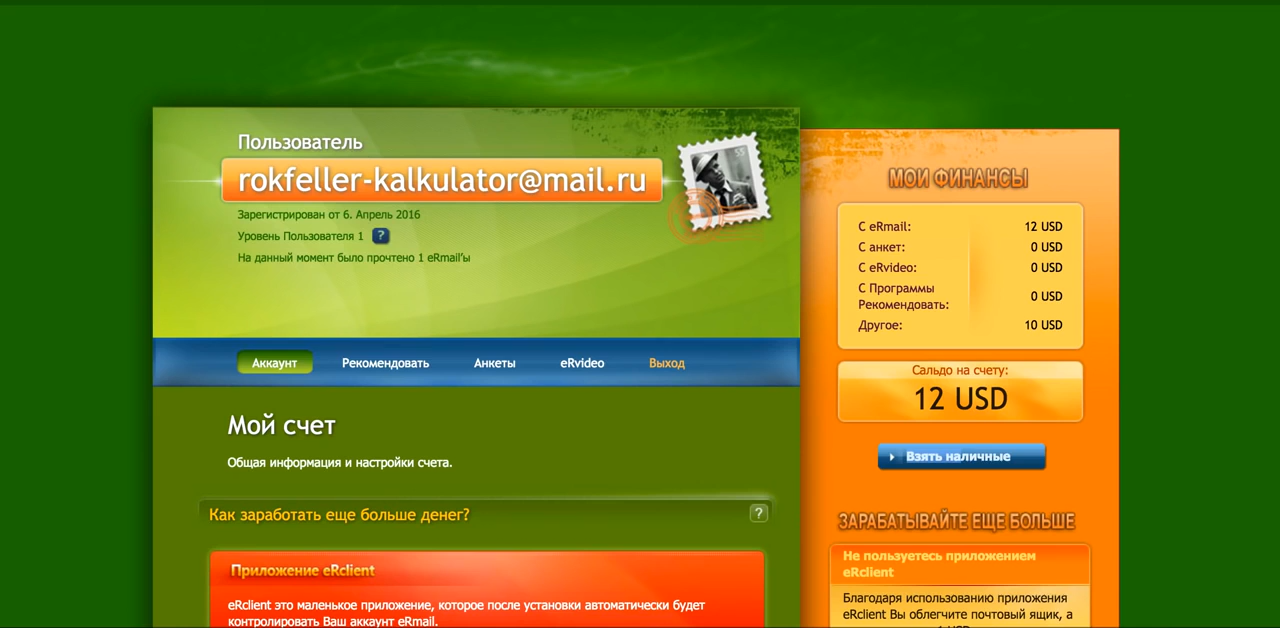 Пользователь
rokfeller-kalkulator@mail.ru
Зарегистрирован от 6. Апрель 2016
Уровень Пользователя 1 ?
На данный момент было прочтено 1 eRmail'ы
Аккаунт Рекомендовать Анкеты eRvideo Выход
Мой счет
Общая информация и настройки счета.
Как заработать еще больше денег? ?
Приложение eRclient
eRclient это маленькое приложение, которое после установки автоматически будет
контролировать Ваш аккаунт eRmail.
МОИ ФИНАНСЫ
С eRmail: 12 USD
С анкет: 0 USD
С eRvideo: 0 USD
С Программы
Рекомендовать: 0 USD
Другое: 10 USD
Сальдо на счету:
12 USD
Взять наличные
ЗАРАБАТЫВАЙТЕ ЕЩЕ БОЛЬШЕ
Не пользуетесь приложением
eRclient
Благодаря использованию приложения
eRclient Вы облегчите почтовый ящик, а